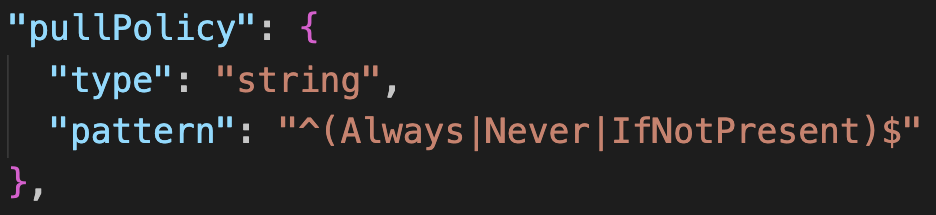 "pullPolicy": {
  "type": "string",
  "pattern": "^(Always|Never|IfNotPresent)$"
},